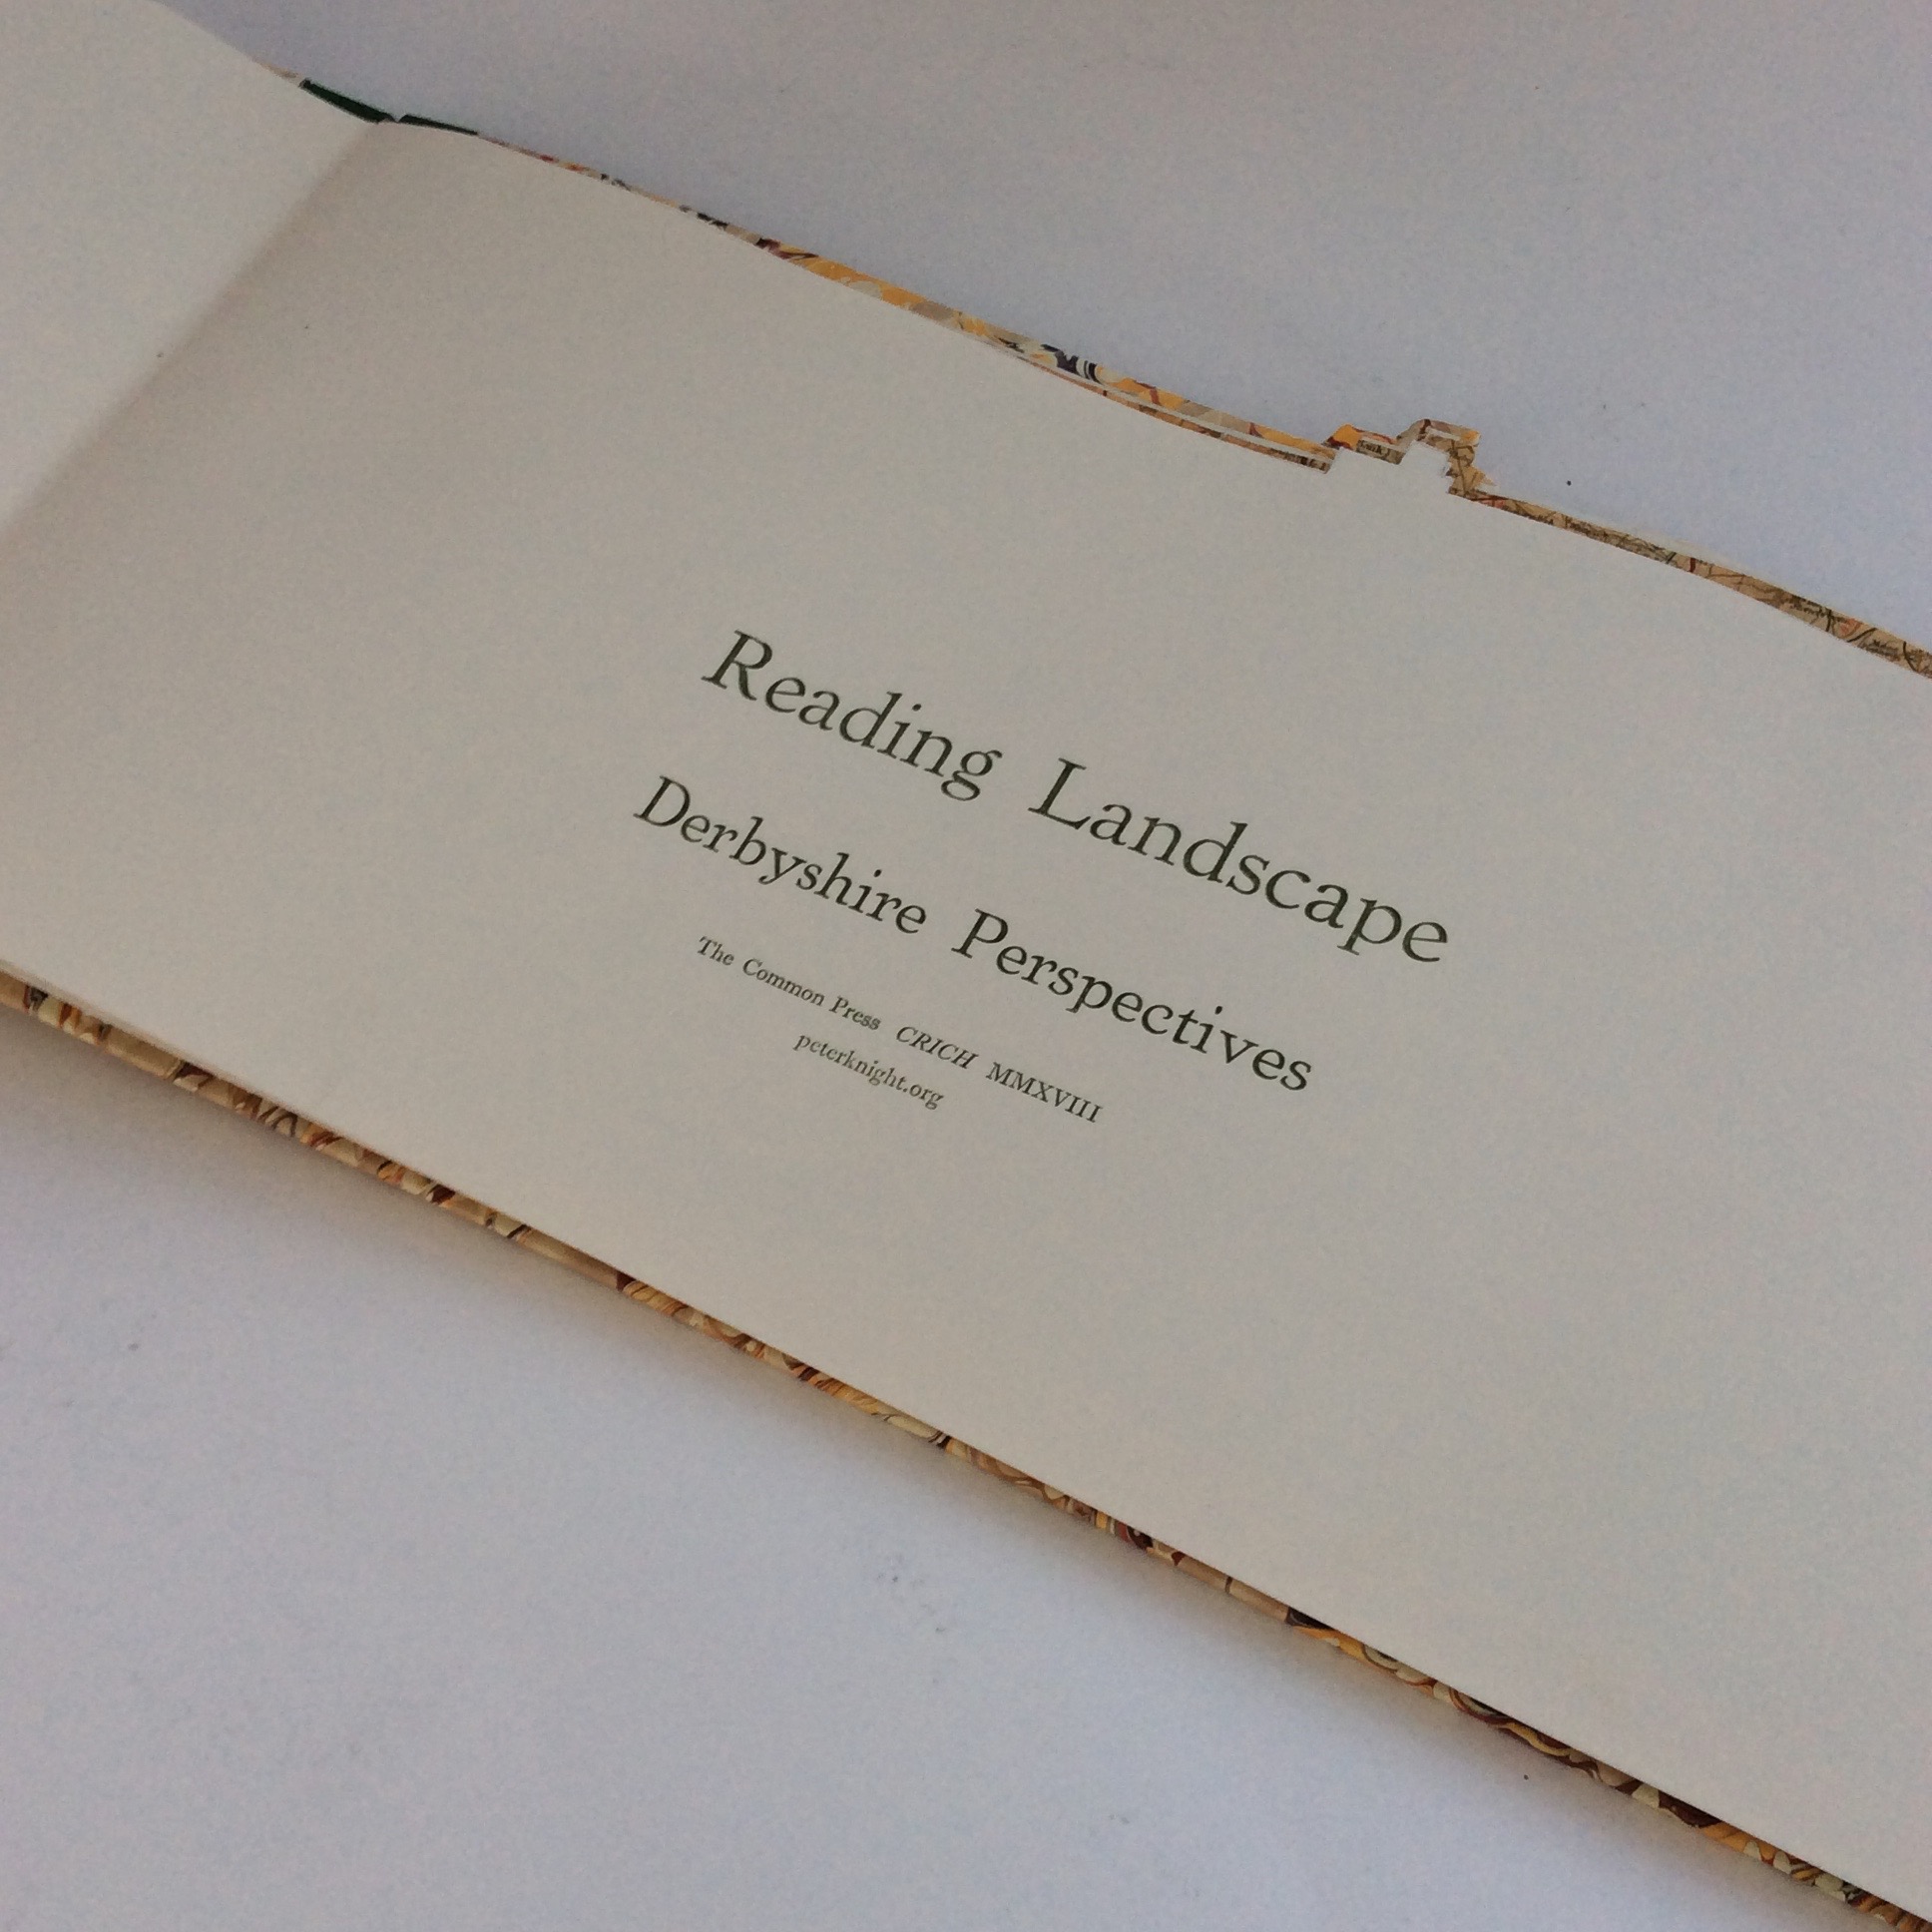 Reading Landscape
Derbyshire Perspectives
The Common Press CRICH MMXVIII
peterknight.org